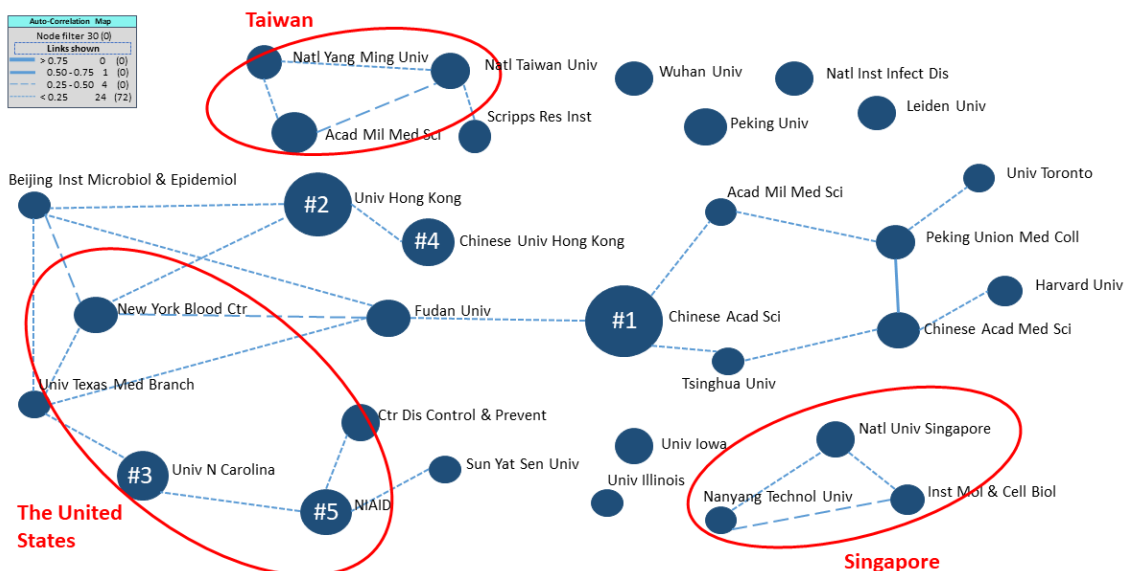 Auto-Correlation Map
Node filter 30 (0)
Links shown
> 0.75 0 (0)
0.50 - 0.75 1 (0)
0.25 - 0.50 4 (0)
< 0.25 24 (72)
Taiwan
Natl Yang Ming Univ
Natl Taiwan Univ
Acad Mil Med Sci
Scripps Res Inst
Wuhan Univ
Natl Inst Infect Dis
Peking Univ
Leiden Univ
Beijing Inst Microbiol & Epidemiol
#2
Univ Hong Kong
#4
Chinese Univ Hong Kong
Acad Mil Med Sci
Univ Toronto
Peking Union Med Coll
Harvard Univ
New York Blood Ctr
Fudan Univ
#1
Chinese Acad Sci
Chinese Acad Med Sci
Tsinghua Univ
Univ Texas Med Branch
Ctr Dis Control & Prevent
#3
Univ N Carolina
Sun Yat Sen Univ
#5
NIAID
Univ Iowa
Univ Illinois
Natl Univ Singapore
Nanyang Technol Univ
Inst Mol & Cell Biol
The United
States
Singapore